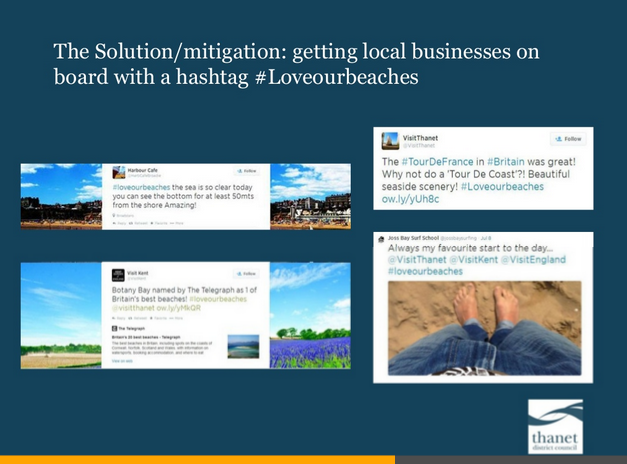 The Solution/mitigation: getting local businesses on
board with a hashtag #Loveourbeaches
Harbour Cafe
Follow
#loveourbeaches the sea is so clear today
you can see the bottom for at least 50mts
from the shore Amazing!
Visit Kent
Follow
Botany Bay named by The Telegraph as 1 of
Britain's best beaches! #loveourbeaches
@visitthanet ow.ly/yMkGR
The Telegraph
Britain's 25 best beaches - Telegraph
VisitThanet
@VisitThanet
Follow
The #TourDeFrance in #Britain was great!
Why not do a 'Tour De Coast'?! Beautiful
seaside scenery! #Loveourbeaches
ow.ly/yUh8c
Joss Bay Surf School
Always my favourite start to the day...
@VisitThanet @VisitKent @VisitEngland
#loveourbeaches
thanet
district council